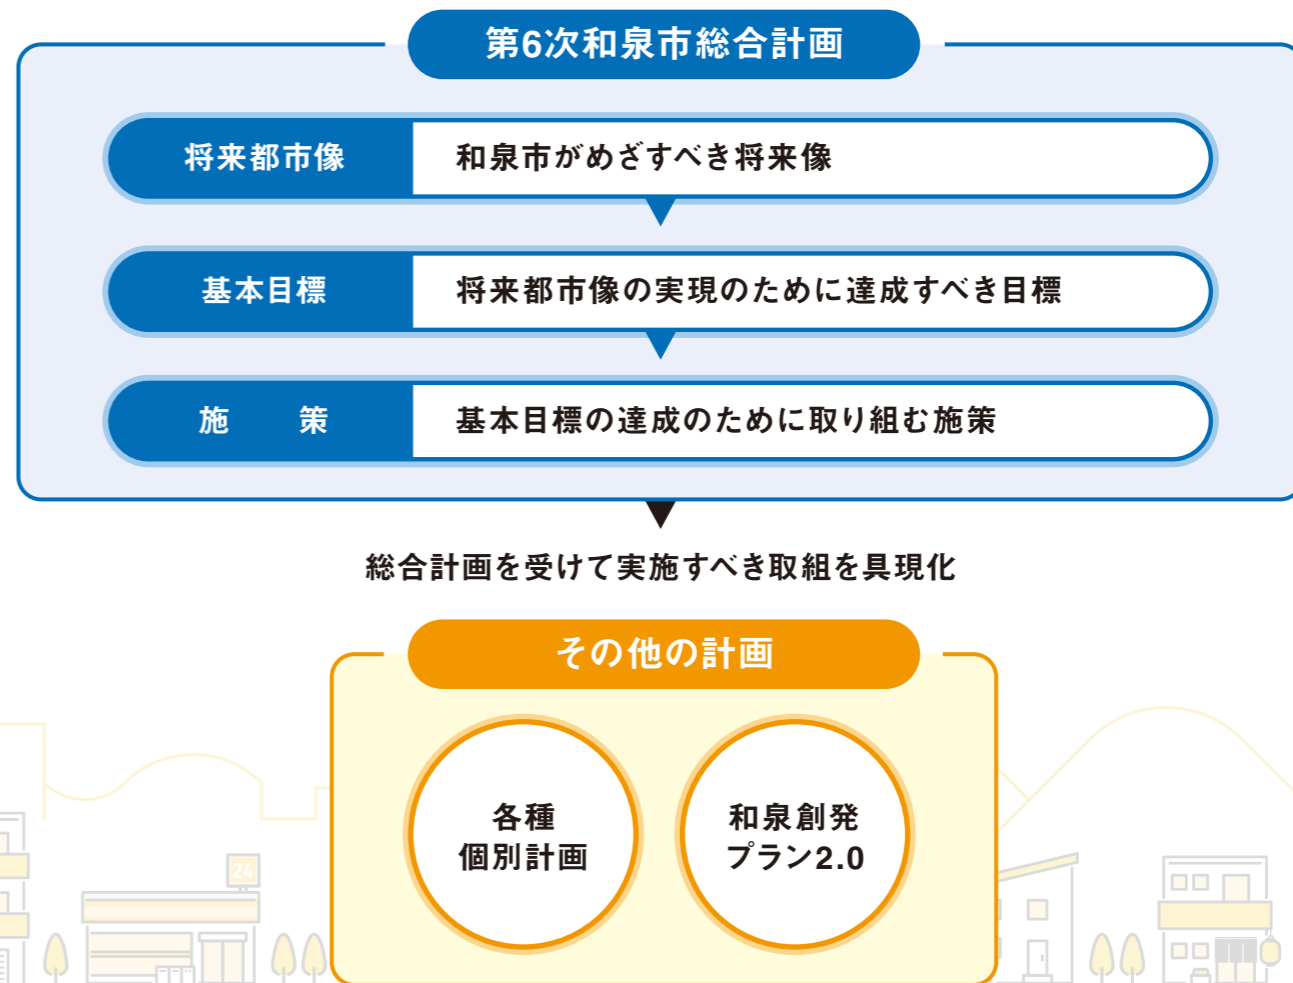 第6次和泉市総合計画
将来都市像
和泉市がめざすべき将来像
基本目標
将来都市像の実現のために達成すべき目標
施　　策
基本目標の達成のために取り組む施策
総合計画を受けて実施すべき取組を具現化
その他の計画
各種
個別計画
和泉創発
プラン2.0
24